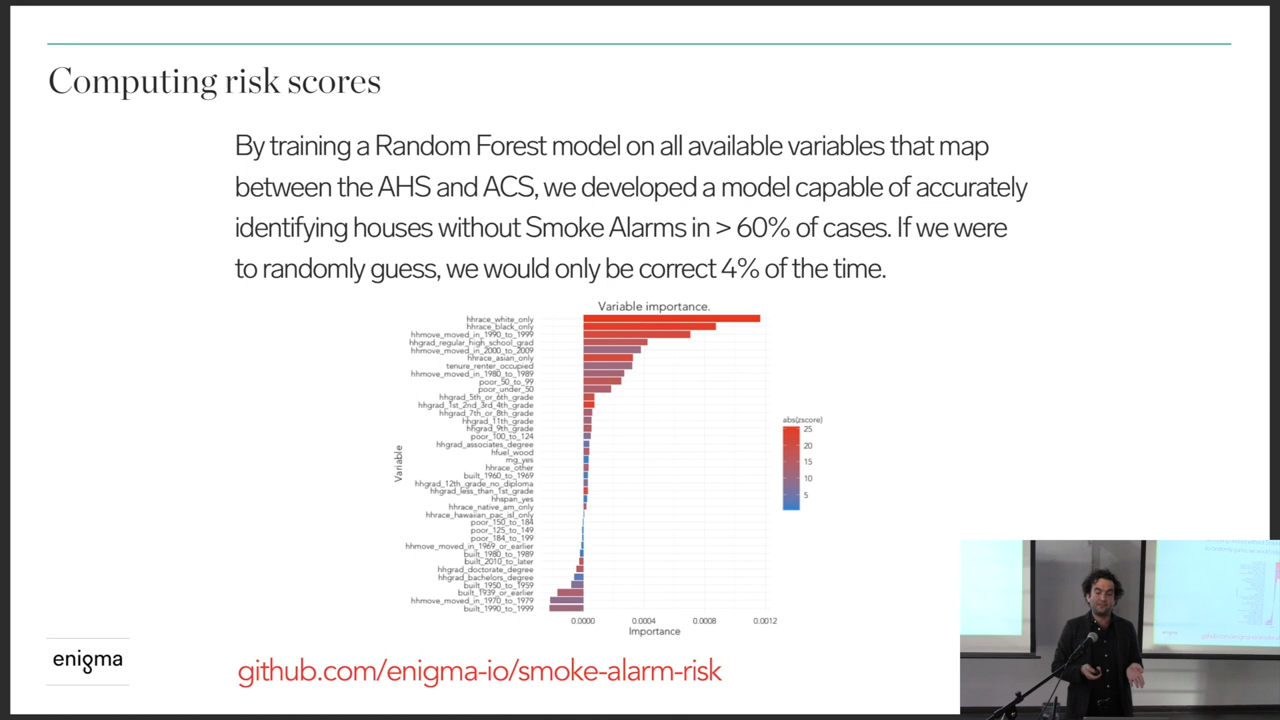 Computing risk scores
By training a Random Forest model on all available variables that map
between the AHS and ACS, we developed a model capable of accurately
identifying houses without Smoke Alarms in > 60% of cases. If we were
to randomly guess, we would only be correct 4% of the time.
Variable importance.
hhrace_white_only
hhrace_black_only
hhmove_moved_in_1990_to_1999
hhgrad_regular_high_school_grad
hhmove_moved_in_2000_to_2009
hhrace_asian_only
tenure_renter_occupied
hhmove_moved_in_1980_to_1989
poor_50_to_99
poor_under_50
hhgrad_5th_or_6th_grade
hhgrad_1st_2nd_3rd_4th_grade
hhgrad_7th_or_8th_grade
hhgrad_11th_grade
hhgrad_9th_grade
poor_100_to_124
hhgrad_associates_degree
hfuel_wood
mg_yes
hhrace_other
built_1960_to_1969
hhgrad_12th_grade_no_diploma
hhgrad_less_than_1st_grade
hhspan_yes
hhrace_native_am_only
hhrace_hawaiian_pac_isl_only
poor_150_to_184
poor_125_to_149
poor_184_to_199
hhmove_moved_in_1969_or_earlier
built_1980_to_1989
built_2010_to_later
hhgrad_doctorate_degree
hhgrad_bachelors_degree
built_1950_to_1959
built_1939_or_earlier
hhmove_moved_in_1970_to_1979
built_1990_to_1999
Variable
0.0000 0.0004 0.0008 0.0012
Importance
abs(zscore)
25
20
15
10
5
enigma
github.com/enigma-io/smoke-alarm-risk